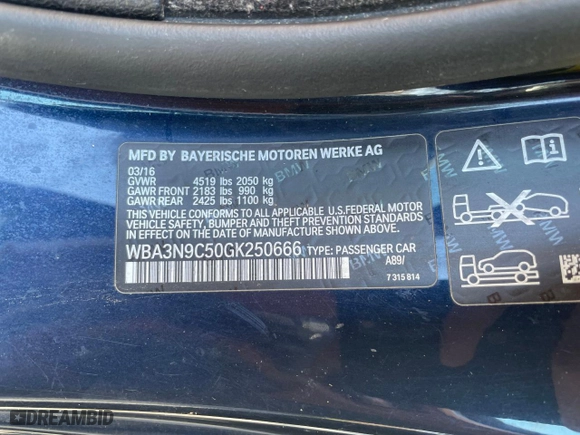 MFD BY BAYERISCHE MOTOREN WERKE AG
03/16
GVWR 4519 lbs 2050 kg
GAWR FRONT 2183 lbs 990 kg
GAWR REAR 2425 lbs 1100 kg
THIS VEHICLE CONFORMS TO ALL APPLICABLE U.S.FEDERAL MOTOR
VEHICLE SAFETY, BUMPER, AND THEFT PREVENTION STANDARDS
IN EFFECT ON THE DATE OF MANUFACTURE SHOWN ABOVE.
WBA3N9C50GK250666 TYPE: PASSENGER CAR
A89/
7 315 814
DREAMBID